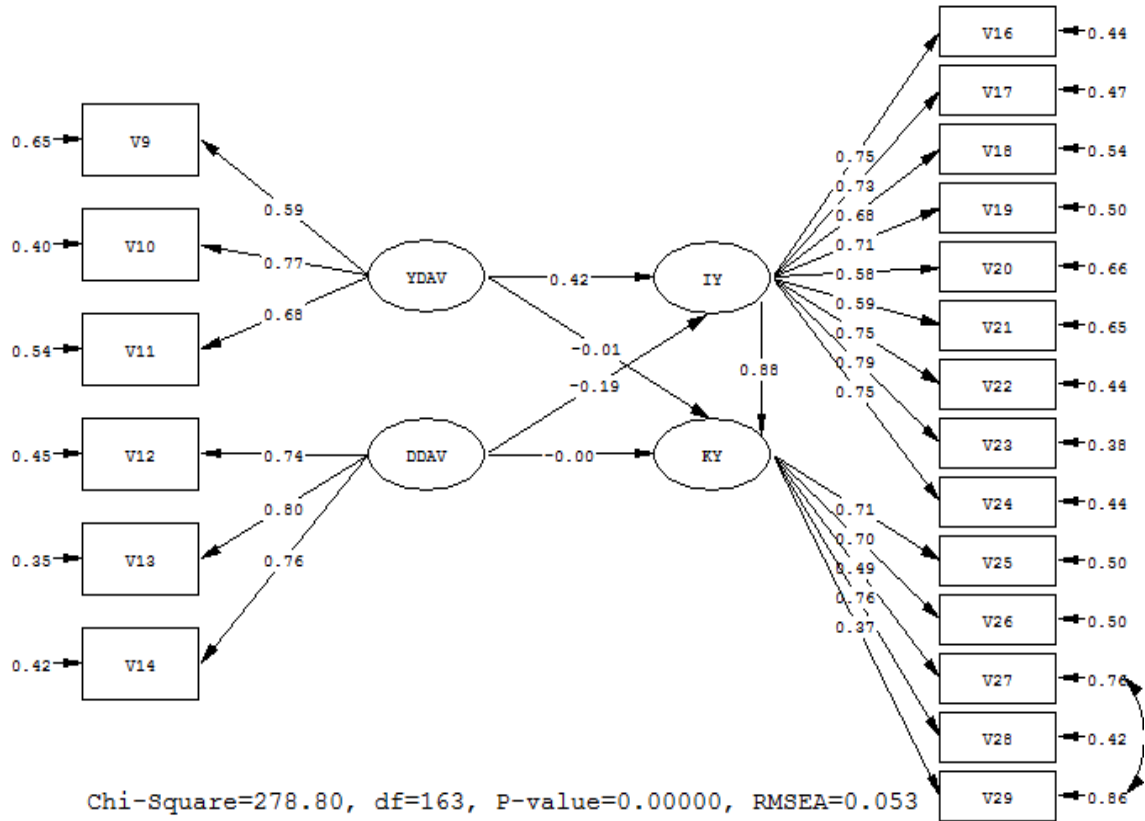 0.65 V9
0.40 V10
0.54 V11
0.45 V12
0.35 V13
0.42 V14
0.59
0.77
0.68
0.74
0.80
0.76
YDAV
DDAV
0.42
-0.01
-0.19
-0.00
IY
KY
0.88
0.75
0.73
0.68
0.71
0.58
0.59
0.75
0.79
0.75
0.71
0.70
0.49
0.76
0.37
V16 0.44
V17 0.47
V18 0.54
V19 0.50
V20 0.66
V21 0.65
V22 0.44
V23 0.38
V24 0.44
V25 0.50
V26 0.50
V27 0.76
V28 0.42
V29 0.86
Chi-Square=278.80, df=163, P-value=0.00000, RMSEA=0.053